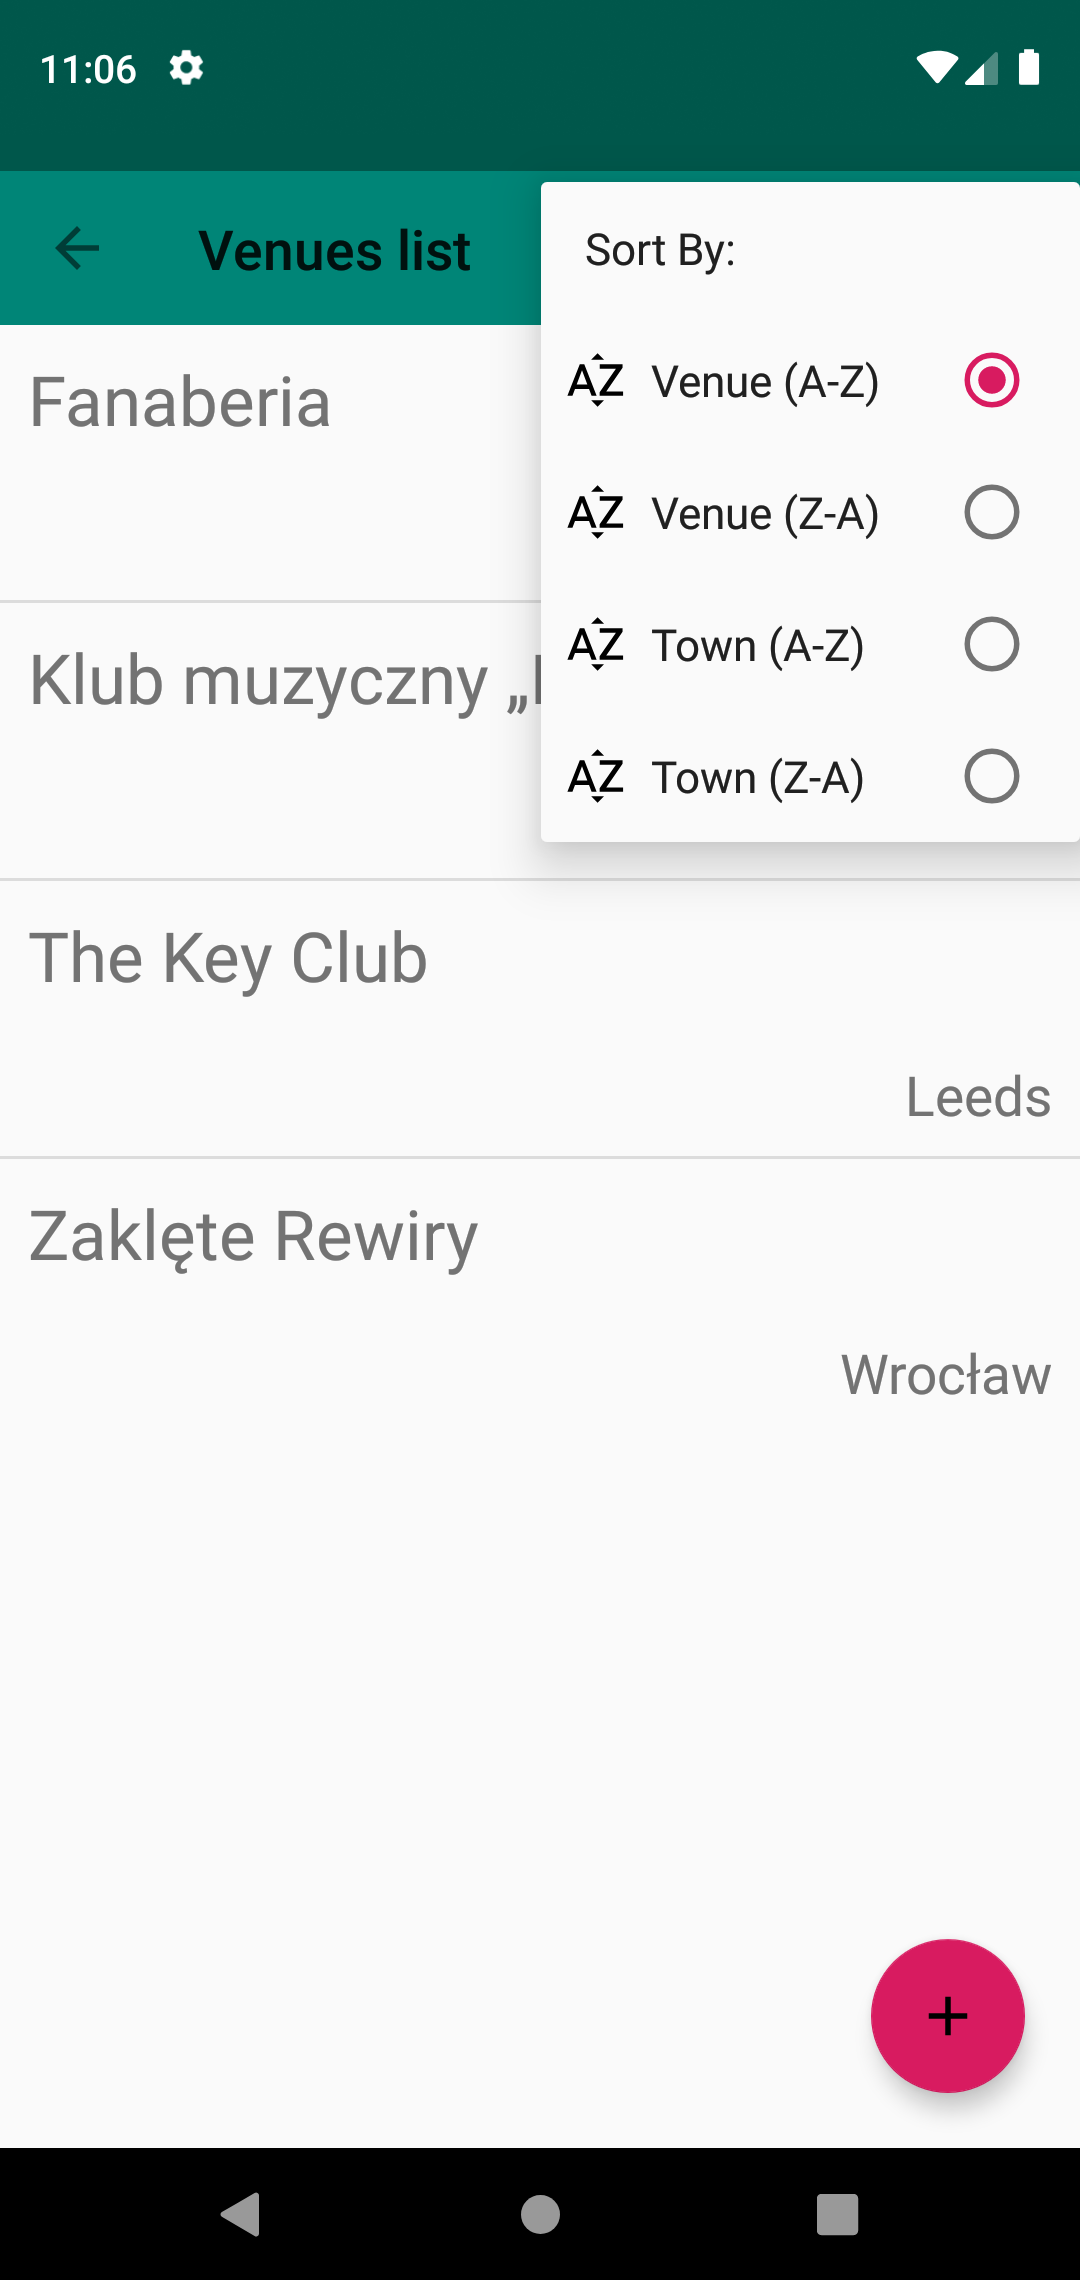 11:06
Venues list
Sort By:
AZ Venue (A-Z)
AZ Venue (Z-A)
AZ Town (A-Z)
AZ Town (Z-A)
Fanaberia
Klub muzyczny
The Key Club
Leeds
Zaklęte Rewiry
Wrocław